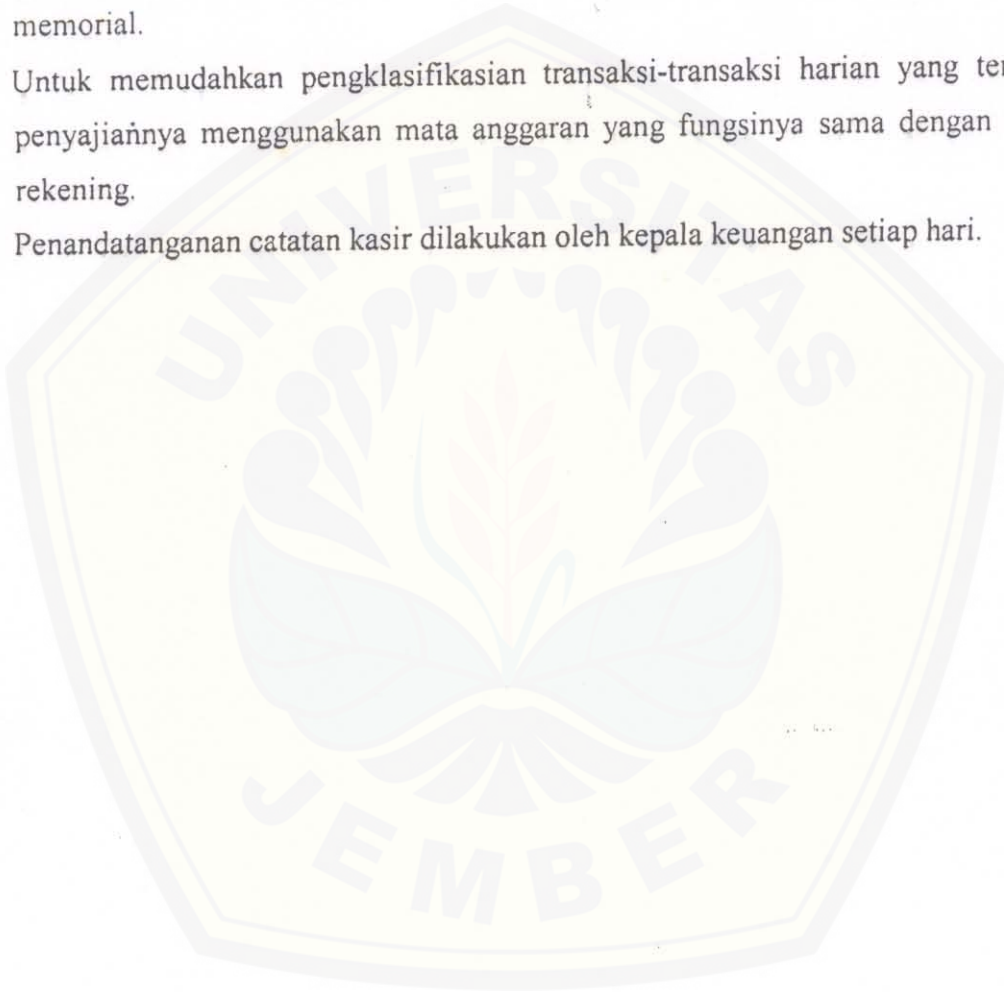 memorial.
Untuk memudahkan pengklasifikasian transaksi-transaksi harian yang
penyajiannya menggunakan mata anggaran yang fungsinya sama dengan
rekening.
Penandatanganan catatan kasir dilakukan oleh kepala keuangan setiap hari.
UNIVERSITAS
JEMBER